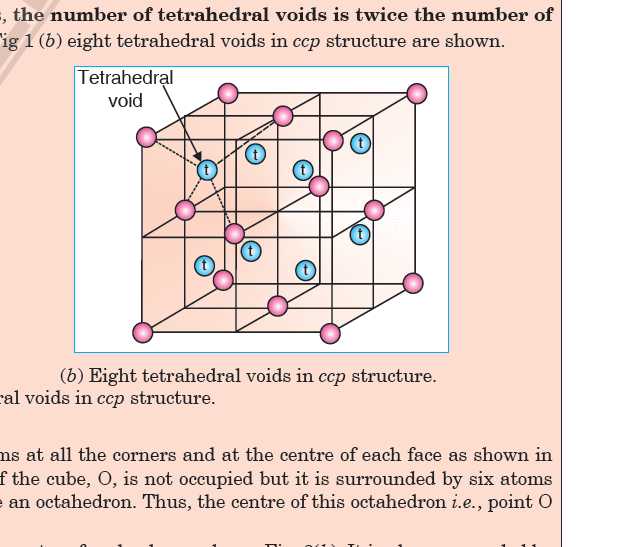 , the number of tetrahedral voids is twice the number of
ig 1 (b) eight tetrahedral voids in ccp structure are shown.
Tetrahedral
void
t
t
t
t
t
t
t
t
(b) Eight tetrahedral voids in ccp structure.
ral voids in ccp structure.
ms at all the corners and at the centre of each face as shown in
f the cube, O, is not occupied but it is surrounded by six atoms
e an octahedron. Thus, the centre of this octahedron i.e., point O